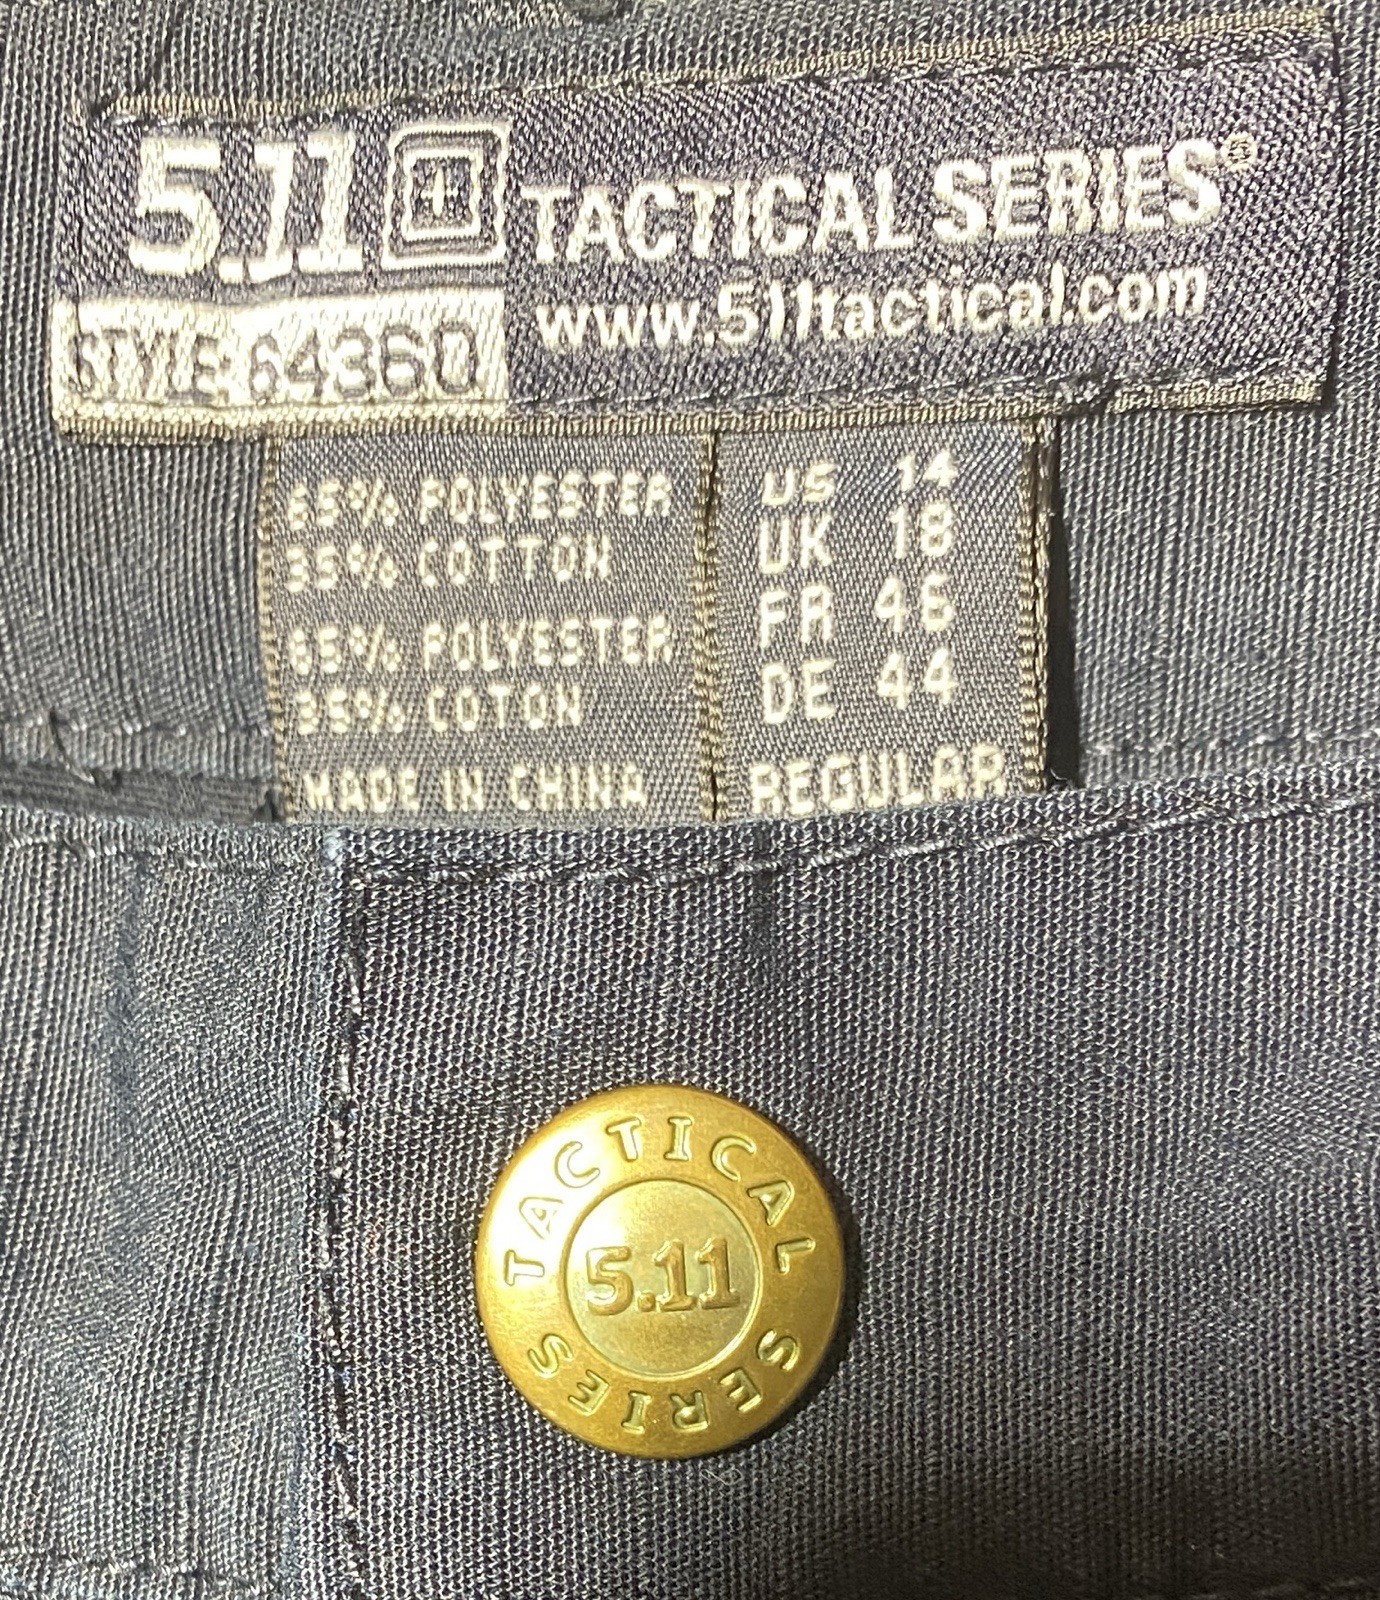 5.11 TACTICAL SERIES®
www.511tactical.com
STYLE 64360
65% POLYESTER
35% COTTON
65% POLYESTER
35% COTON
MADE IN CHINA
US 14
UK 18
FR 46
DE 44
REGULAR
TACTICAL
5.11
SERIES